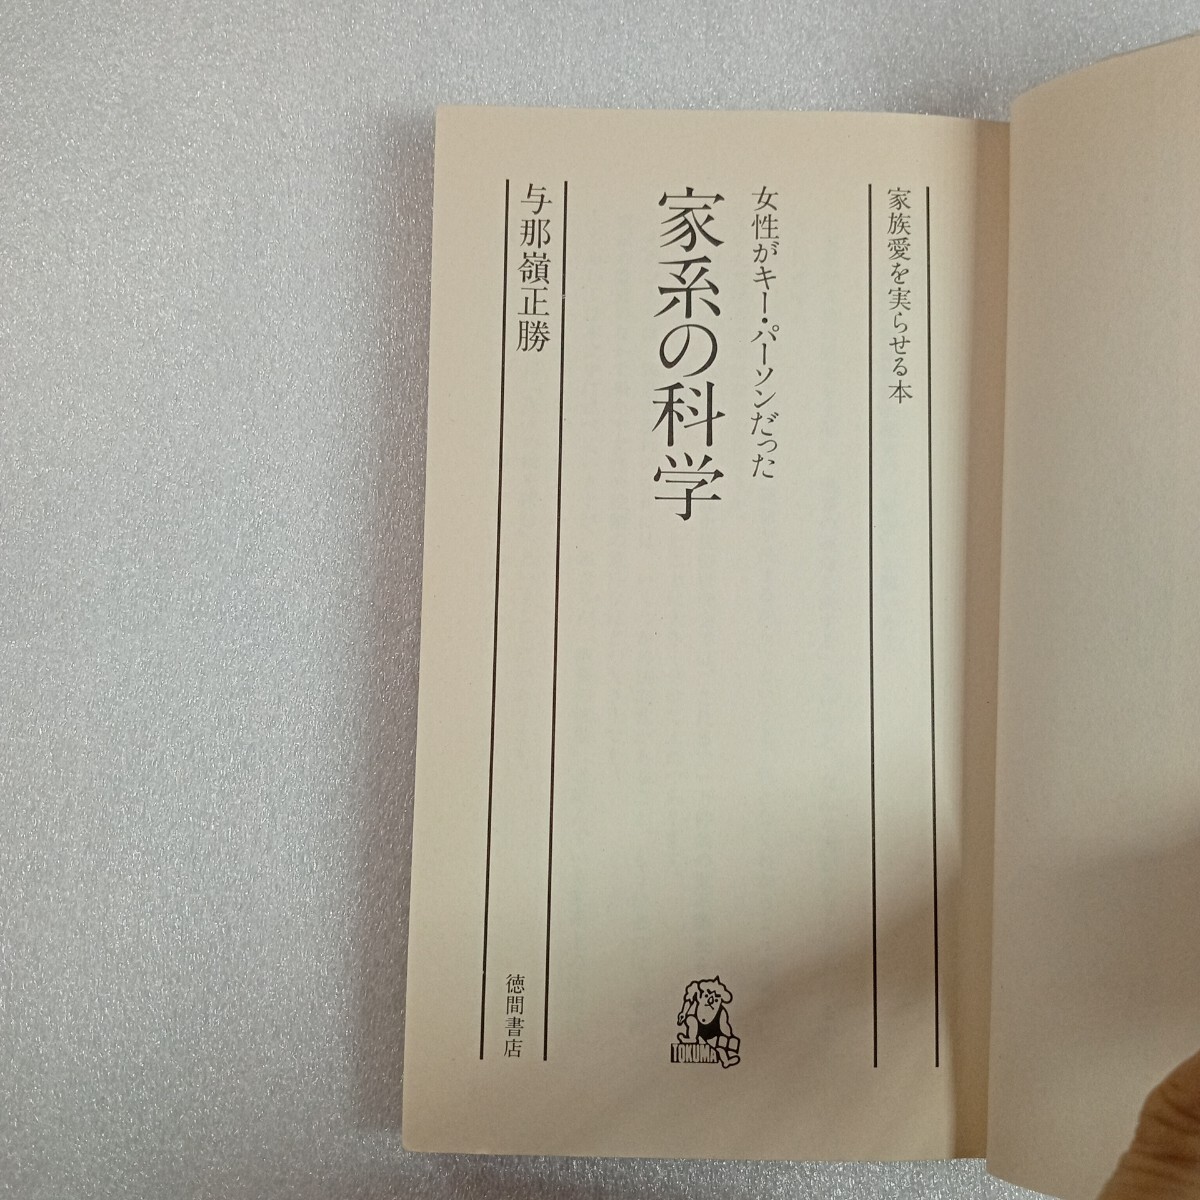 家族愛を実らせる本
女性がキー・パーソンだった
家系の科学
与那嶺正勝
徳間書店
TOKUMA